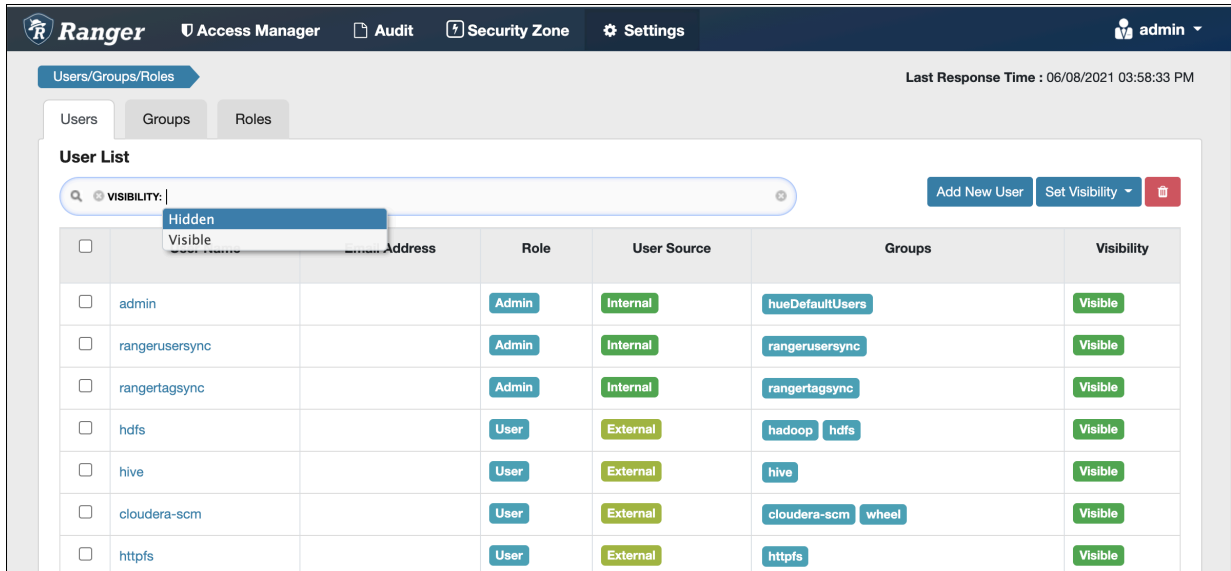 Ranger Access Manager Audit Security Zone Settings admin
Users/Groups/Roles Last Response Time : 06/08/2021 03:58:33 PM
Users Groups Roles
User List
VISIBILITY: Add New User Set Visibility
Hidden
Visible
User Name Email Address Role User Source Groups Visibility
admin Admin Internal hueDefaultUsers Visible
rangerusersync Admin Internal rangerusersync Visible
rangertagsync Admin Internal rangertagsync Visible
hdfs User External hadoop hdfs Visible
hive User External hive Visible
cloudera-scm User External cloudera-scm wheel Visible
httpfs User External httpfs Visible